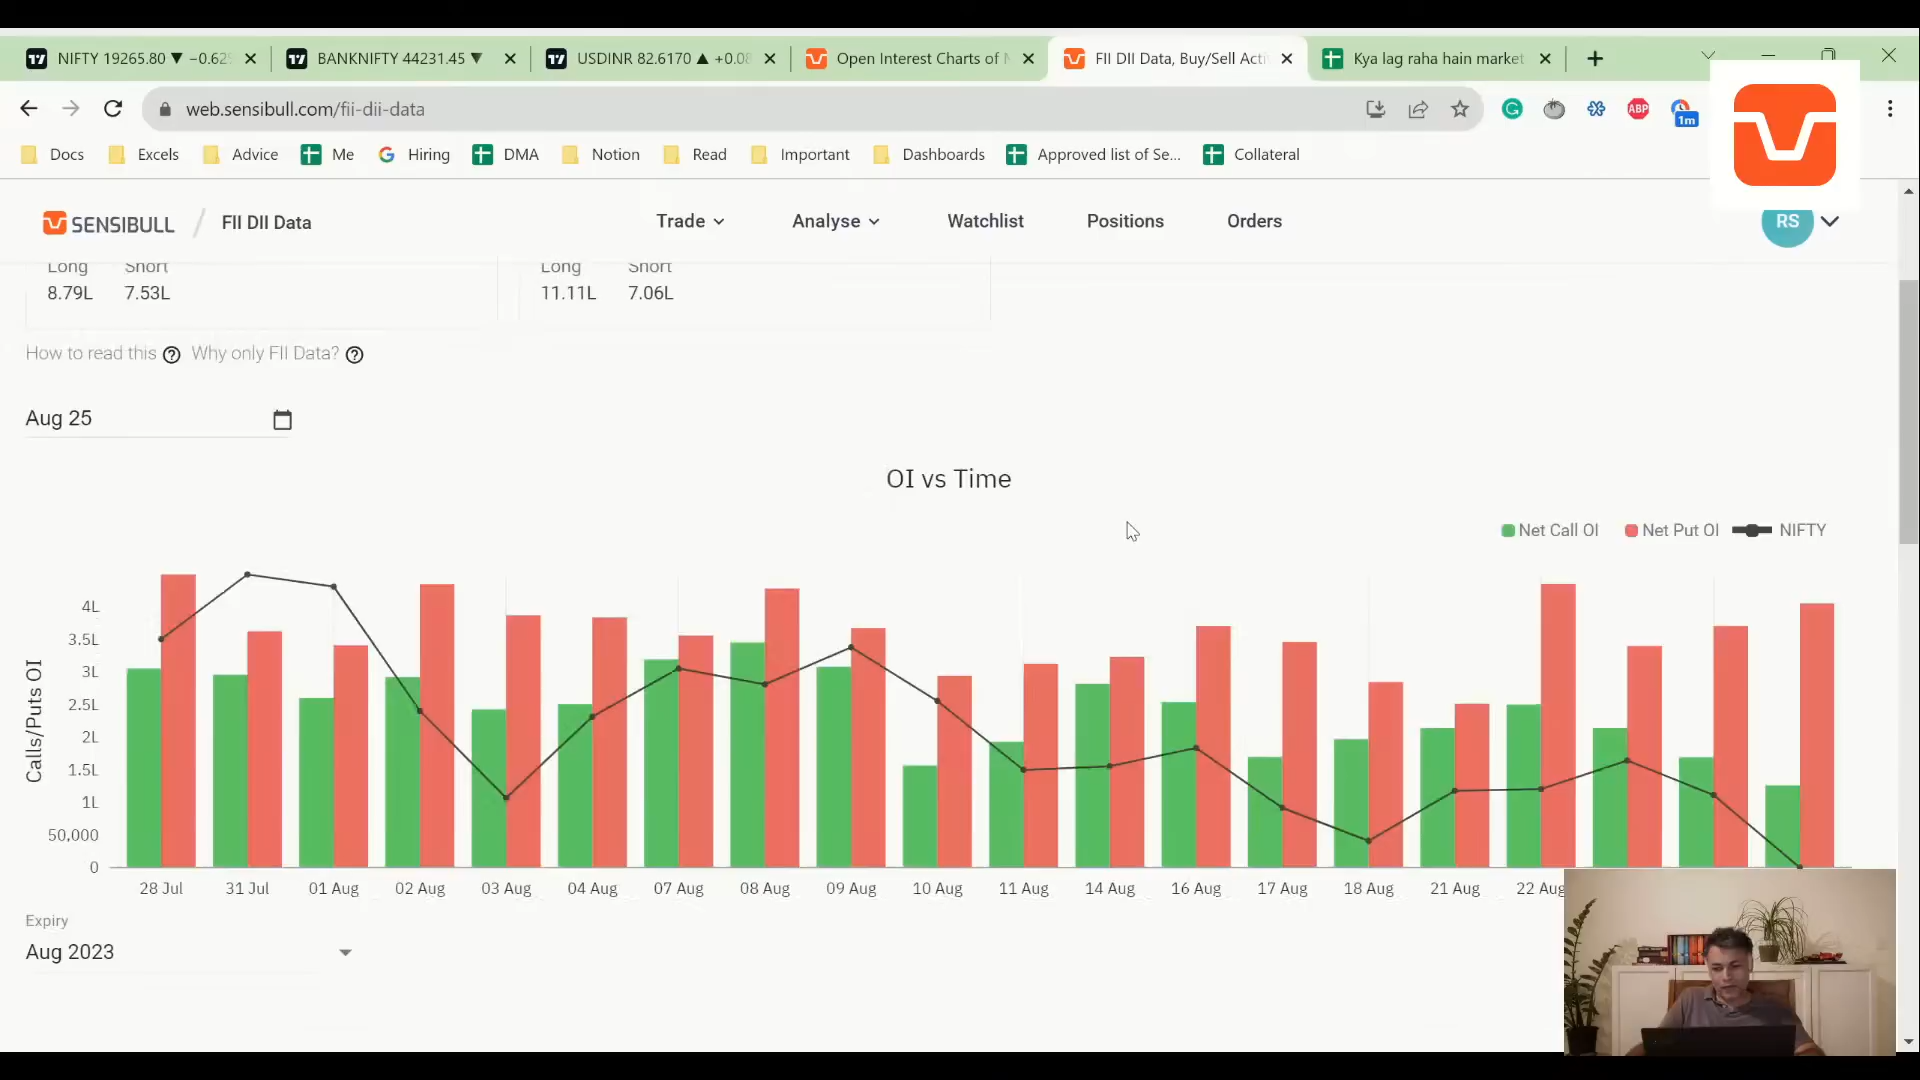 NIFTY 19265.80 ▼ −0.62%
BANKNIFTY 44231.45 ▼
USDINR 82.6170 ▲ +0.08
Open Interest Charts of N
FII DII Data, Buy/Sell Acti
Kya lag raha hain market
web.sensibull.com/fii-dii-data
ABP
1m
Docs
Excels
Advice
Me
Hiring
DMA
Notion
Read
Important
Dashboards
Approved list of Se...
Collateral
SENSIBULL / FII DII Data
Trade
Analyse
Watchlist
Positions
Orders
RS
Long Short
8.79L 7.53L
Long Short
11.11L 7.06L
How to read this ? Why only FII Data? ?
Aug 25
OI vs Time
Net Call OI Net Put OI NIFTY
Calls/Puts OI
4L
3.5L
3L
2.5L
2L
1.5L
1L
50,000
0
28 Jul 31 Jul 01 Aug 02 Aug 03 Aug 04 Aug 07 Aug 08 Aug 09 Aug 10 Aug 11 Aug 14 Aug 16 Aug 17 Aug 18 Aug 21 Aug 22 Aug
Expiry
Aug 2023